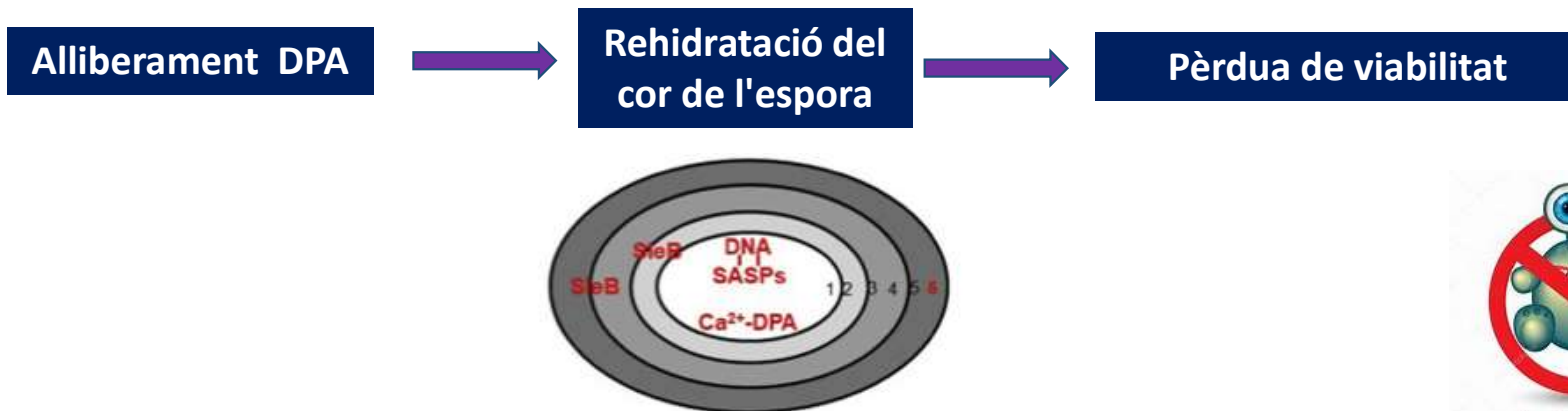 Alliberament DPA
Rehidratació del
cor de l'espora
Pèrdua de viabilitat
SleB
DNA
SleB
SASPs
1 2 3 4 5 6
Ca²⁺-DPA